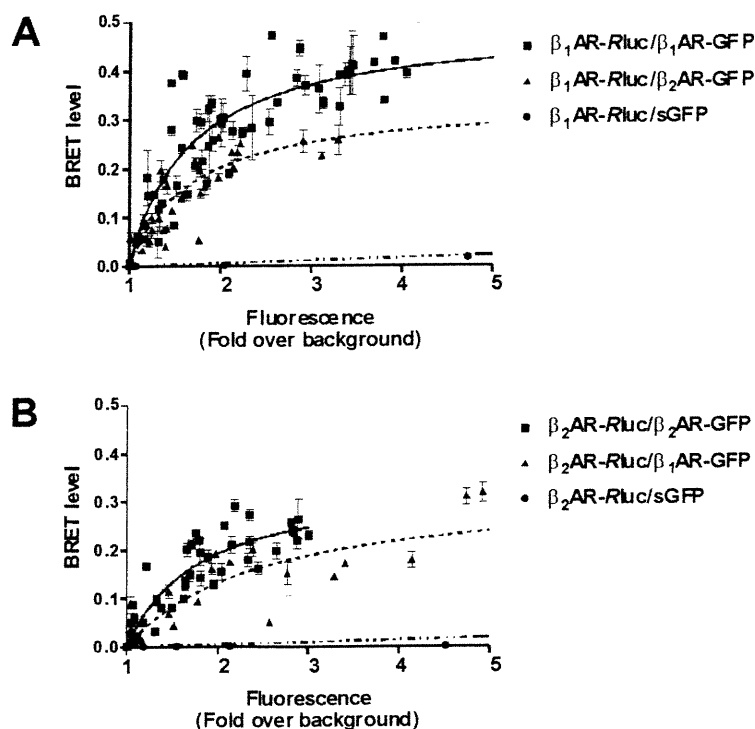 A
0.5
0.4
0.3
0.2
0.1
0.0
BRET level
1 2 3 4 5
Fluorescence
(Fold over background)
β₁AR-Rluc/β₁AR-GFP
β₁AR-Rluc/β₂AR-GFP
β₁AR-Rluc/sGFP
B
0.5
0.4
0.3
0.2
0.1
0.0
BRET level
1 2 3 4 5
Fluorescence
(Fold over background)
β₂AR-Rluc/β₂AR-GFP
β₂AR-Rluc/β₁AR-GFP
β₂AR-Rluc/sGFP